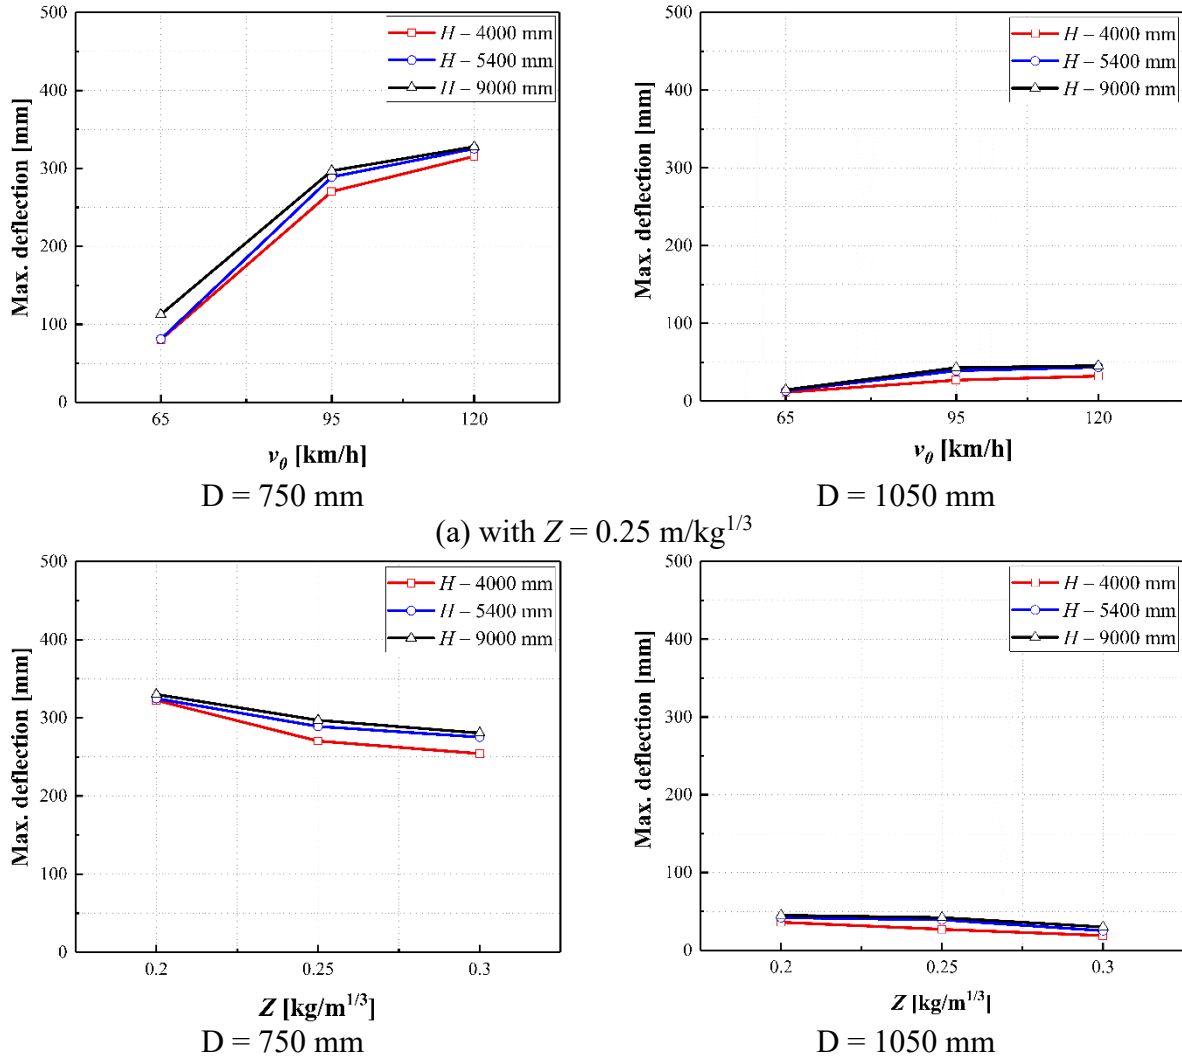 500
400
300
200
100
0
Max. deflection [mm]
H – 4000 mm
H – 5400 mm
H – 9000 mm
65
95
120
v0 [km/h]
D = 750 mm
500
400
300
200
100
0
Max. deflection [mm]
H – 4000 mm
H – 5400 mm
H – 9000 mm
65
95
120
v0 [km/h]
D = 1050 mm
(a) with Z = 0.25 m/kg^1/3
500
400
300
200
100
0
Max. deflection [mm]
H – 4000 mm
H – 5400 mm
H – 9000 mm
0.2
0.25
0.3
Z [kg/m^1/3]
D = 750 mm
500
400
300
200
100
0
Max. deflection [mm]
H – 4000 mm
H – 5400 mm
H – 9000 mm
0.2
0.25
0.3
Z [kg/m^1/3]
D = 1050 mm